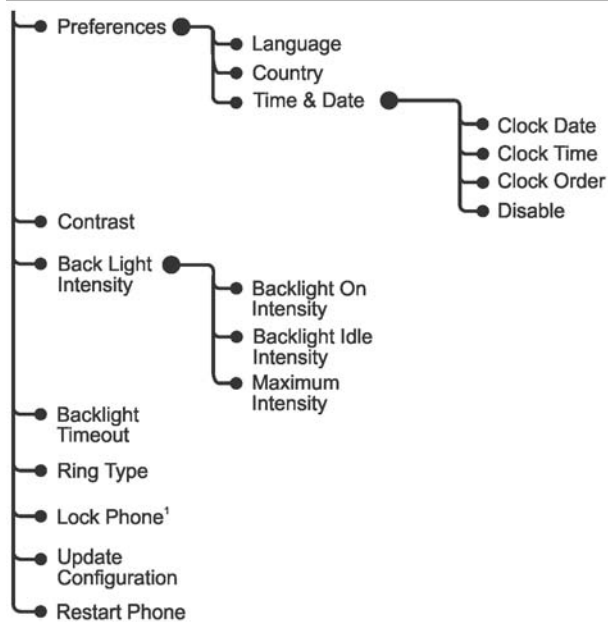 Preferences
Language
Country
Time & Date
Clock Date
Clock Time
Clock Order
Disable
Contrast
Back Light
Intensity
Backlight On
Intensity
Backlight Idle
Intensity
Maximum
Intensity
Backlight
Timeout
Ring Type
Lock Phone¹
Update
Configuration
Restart Phone